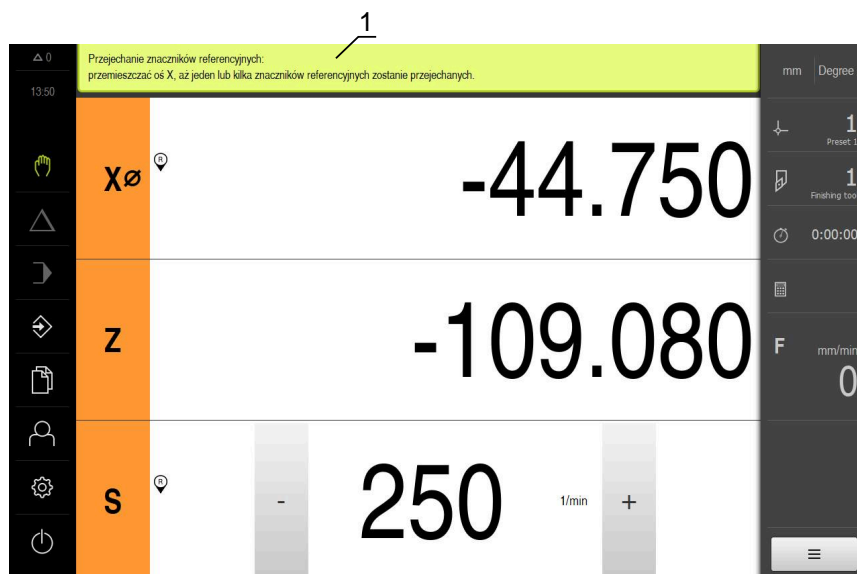 1
△ 0
Przejechanie znaczników referencyjnych:
przemieszczać oś X, aż jeden lub kilka znaczników referencyjnych zostanie przejechanych.
mm Degree
13:50
X⌀ R -44.750
1
Preset 1
1
Finishing too
0:00:00
Z -109.080
F mm/min
0
S R - 250 1/min +